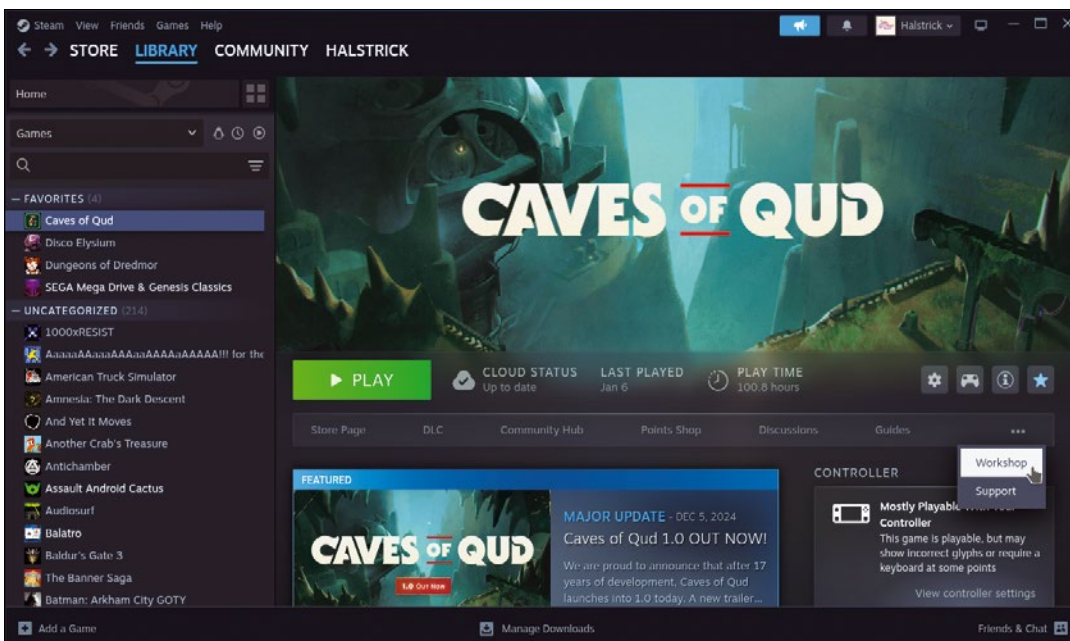 Steam View Friends Games Help
Halstrick
STORE LIBRARY COMMUNITY HALSTRICK
Home
Games
— FAVORITES (4)
Caves of Qud
Disco Elysium
Dungeons of Dredmor
SEGA Mega Drive & Genesis Classics
— UNCATEGORIZED (214)
1000xRESIST
AaaaaAAaaaAAAaaAAAAaAAAAA!!! for the
American Truck Simulator
Amnesia: The Dark Descent
And Yet It Moves
Another Crab's Treasure
Antichamber
Assault Android Cactus
Audiosurf
Balatro
Baldur's Gate 3
The Banner Saga
Batman: Arkham City GOTY
CAVES OF QUD
PLAY
CLOUD STATUS
Up to date
LAST PLAYED
Jan 6
PLAY TIME
100.8 hours
Store Page DLC Community Hub Points Shop Discussions Guides ...
Workshop
Support
FEATURED
CAVES OF QUD
1.0 Out Now
MAJOR UPDATE - DEC 5, 2024
Caves of Qud 1.0 OUT NOW!
We are proud to announce that after 17
years of development, Caves of Qud
launches into 1.0 today. A new trailer...
CONTROLLER
Mostly Playable With Your
Controller
This game is playable, but may
show incorrect glyphs or require a
keyboard at some points
View controller settings
Add a Game
Manage Downloads
Friends & Chat